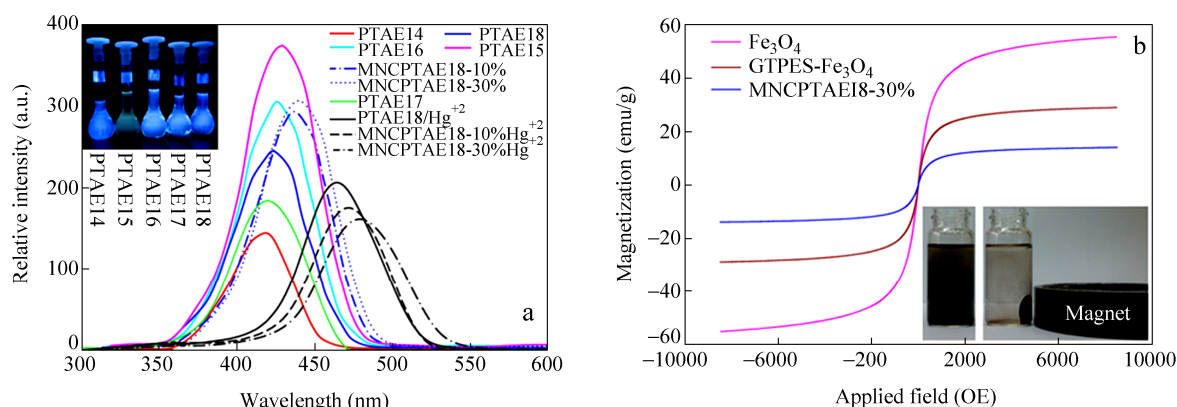 400
300
200
100
0
Relative intensity (a.u.)
PTAE14
PTAE15
PTAE16
PTAE17
PTAE18
PTAE14 PTAE18
PTAE16 PTAE15
MNCPTAE18-10%
MNCPTAE18-30%
PTAE17
PTAE18/Hg+2
MNCPTAE18-10%Hg+2
MNCPTAE18-30%Hg+2
a
300 350 400 450 500 550 600
Wavelength (nm)
60
40
20
0
−20
−40
−60
Magnetization (emu/g)
Fe3O4
GTPES-Fe3O4
MNCPTAEI8-30%
b
Magnet
−10000 −6000 −200 2000 6000 10000
Applied field (OE)